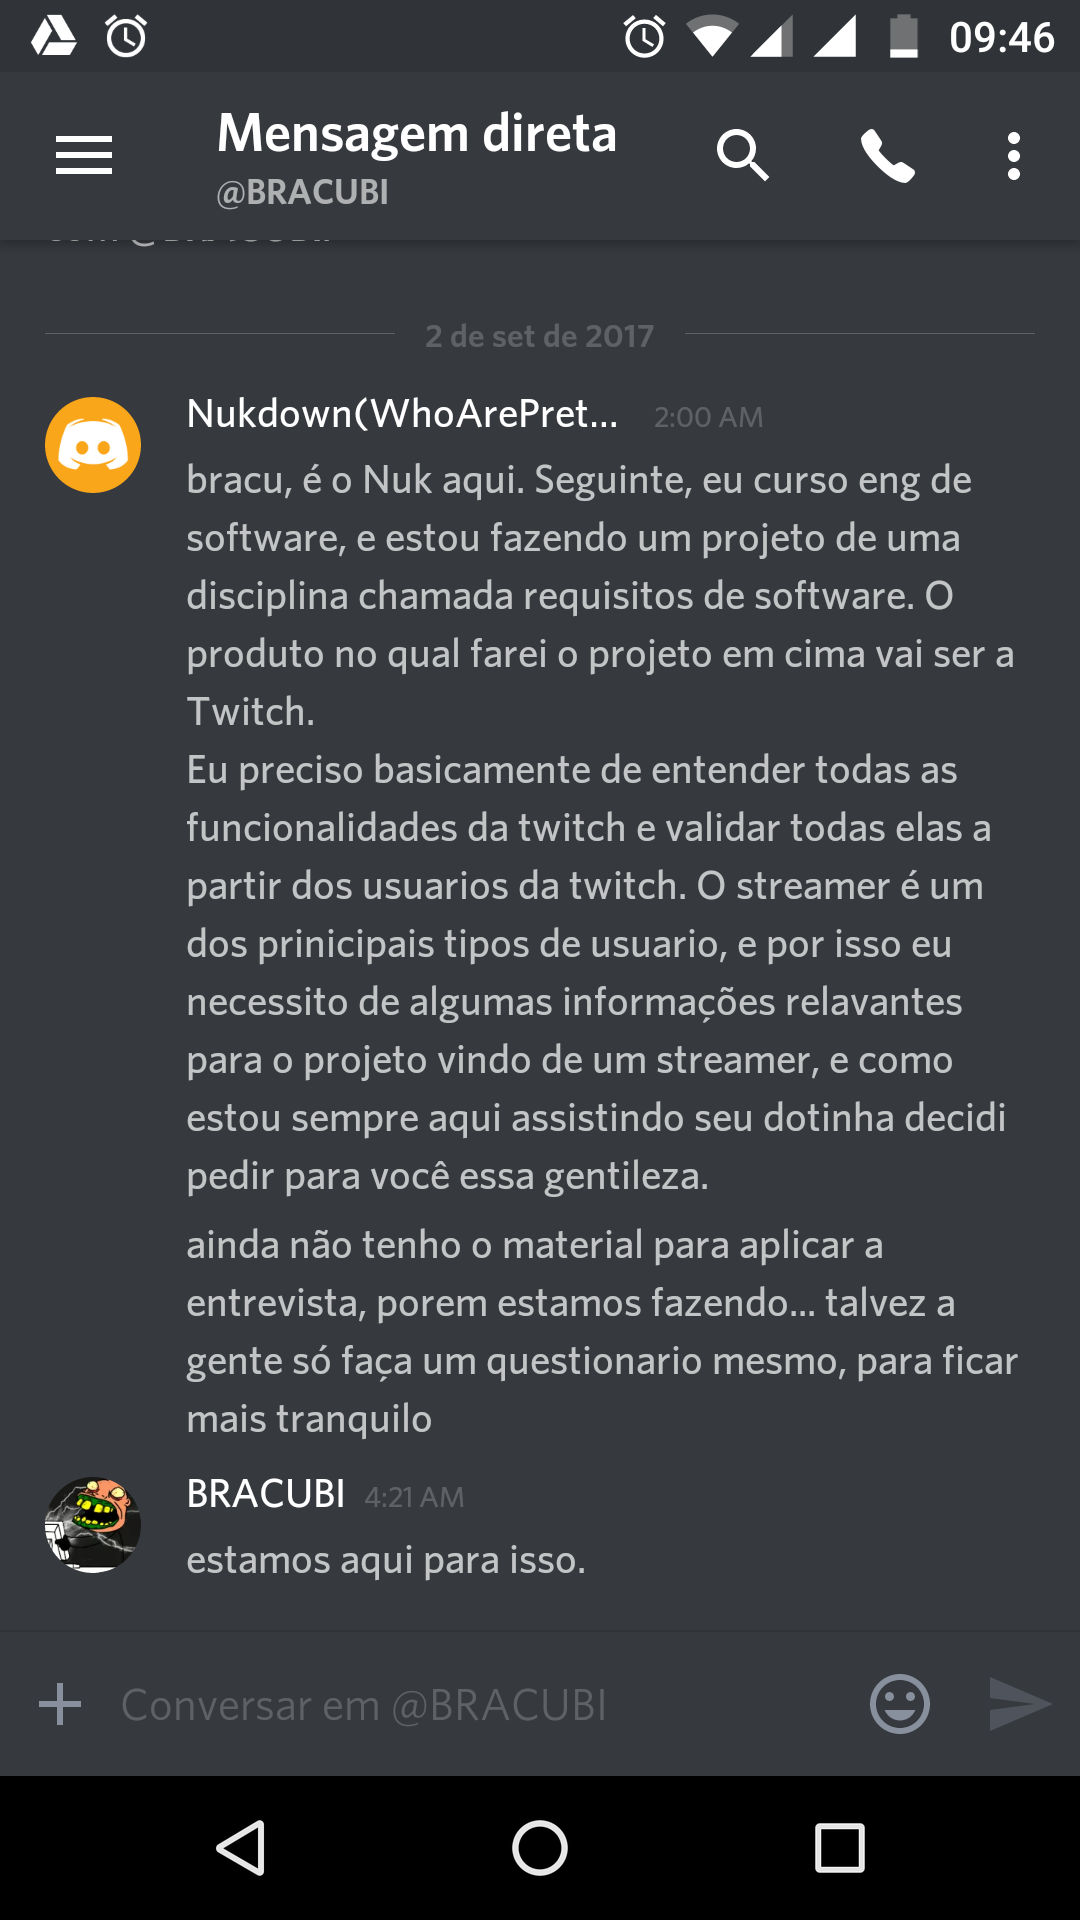 09:46
Mensagem direta
@BRACUBI
2 de set de 2017
Nukdown(WhoArePret... 2:00 AM
bracu, é o Nuk aqui. Seguinte, eu curso eng de
software, e estou fazendo um projeto de uma
disciplina chamada requisitos de software. O
produto no qual farei o projeto em cima vai ser a
Twitch.
Eu preciso basicamente de entender todas as
funcionalidades da twitch e validar todas elas a
partir dos usuarios da twitch. O streamer é um
dos prinicipais tipos de usuario, e por isso eu
necessito de algumas informações relavantes
para o projeto vindo de um streamer, e como
estou sempre aqui assistindo seu dotinha decidi
pedir para você essa gentileza.
ainda não tenho o material para aplicar a
entrevista, porem estamos fazendo... talvez a
gente só faça um questionario mesmo, para ficar
mais tranquilo
BRACUBI 4:21 AM
estamos aqui para isso.
Conversar em @BRACUBI